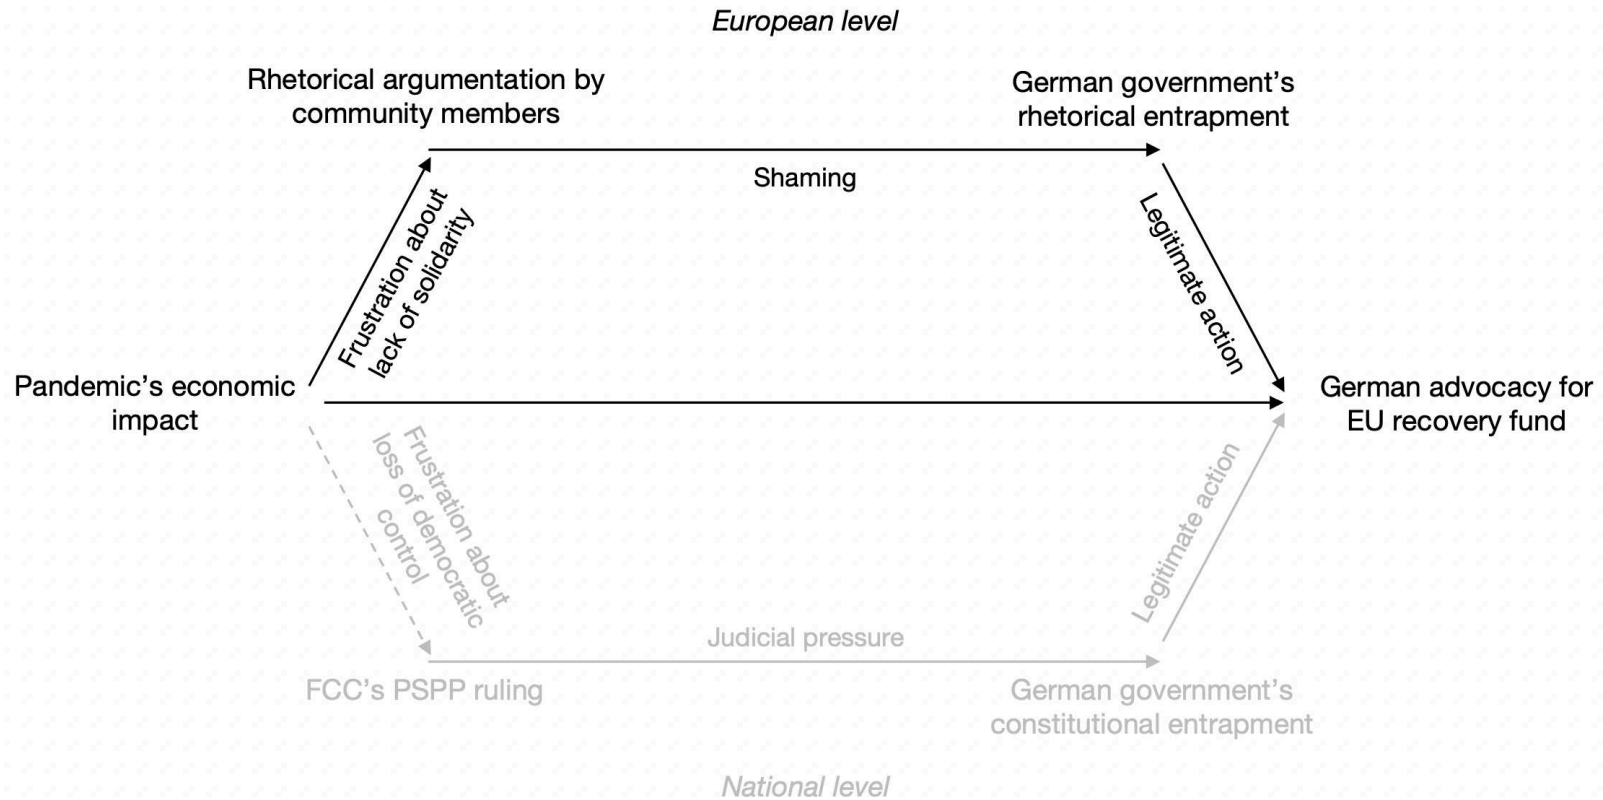 European level
Rhetorical argumentation by
community members
German government’s
rhetorical entrapment
Shaming
Frustration about
lack of solidarity
Legitimate action
Pandemic’s economic
impact
German advocacy for
EU recovery fund
Frustration about
loss of democratic
control
Legitimate action
Judicial pressure
FCC’s PSPP ruling
German government’s
constitutional entrapment
National level